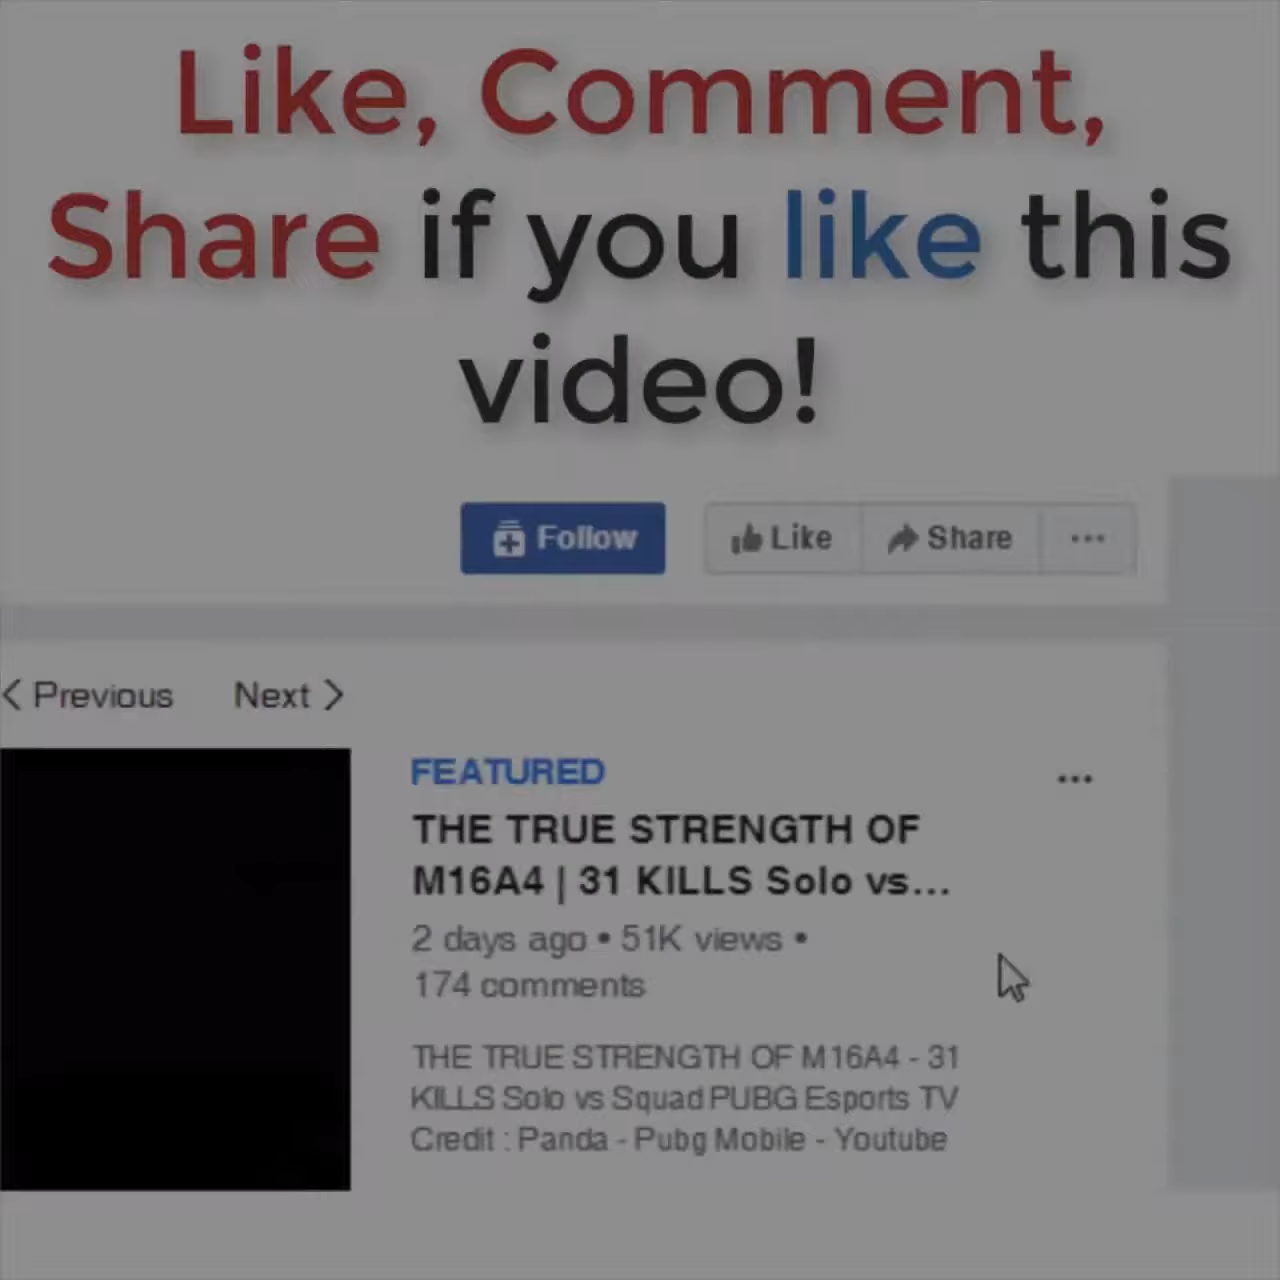 Like, Comment,
Share if you like this
video!
Follow
Like
Share
Previous
Next
FEATURED
THE TRUE STRENGTH OF
M16A4 | 31 KILLS Solo vs...
2 days ago • 51K views •
174 comments
THE TRUE STRENGTH OF M16A4 - 31
KILLS Solo vs Squad PUBG Esports TV
Credit : Panda - Pubg Mobile - Youtube